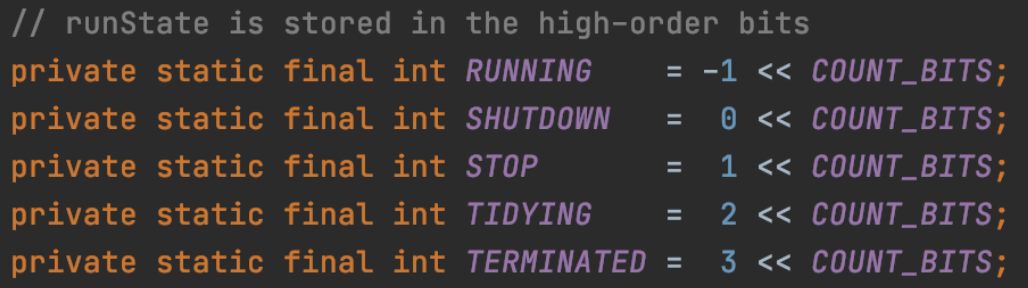 // runState is stored in the high-order bits
private static final int RUNNING    = -1 << COUNT_BITS;
private static final int SHUTDOWN   =  0 << COUNT_BITS;
private static final int STOP       =  1 << COUNT_BITS;
private static final int TIDYING    =  2 << COUNT_BITS;
private static final int TERMINATED =  3 << COUNT_BITS;